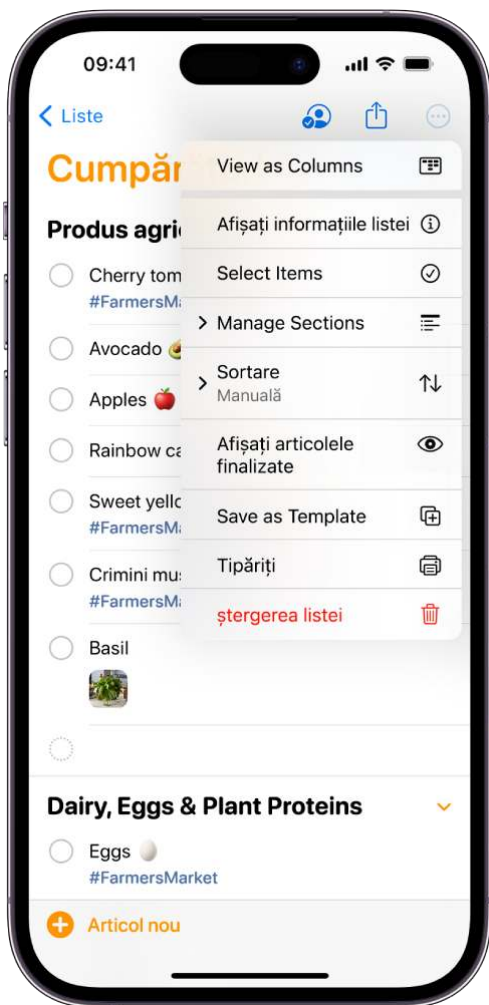 09:41
Liste
Cumpăr
View as Columns
Produs agri
Afișați informațiile listei
Cherry tom
#FarmersMa
Select Items
Manage Sections
Avocado
Sortare
Manuală
Apples
Rainbow ca
Afișați articolele
finalizate
Sweet yello
#FarmersMa
Save as Template
Crimini mus
#FarmersMa
Tipăriți
ștergerea listei
Basil
Dairy, Eggs & Plant Proteins
Eggs
#FarmersMarket
Articol nou